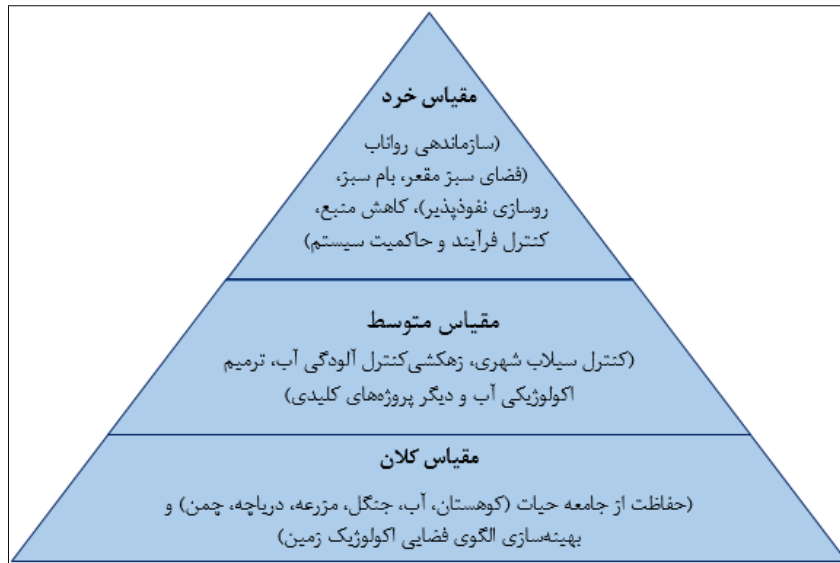 مقیاس خرد
(سازماندهی رواناب
(فضای سبز مقعر، بام سبز،
روسازی نفوذپذیر)، کاهش منبع،
کنترل فرآیند و حاکمیت سیستم)
مقیاس متوسط
(کنترل سیلاب شهری، زهکشی‌کنترل آلودگی آب، ترمیم
اکولوژیکی آب و دیگر پروژه‌های کلیدی)
مقیاس کلان
(حفاظت از جامعه حیات (کوهستان، آب، جنگل، مزرعه، دریاچه، چمن) و
بهینه‌سازی الگوی فضایی اکولوژیک زمین)